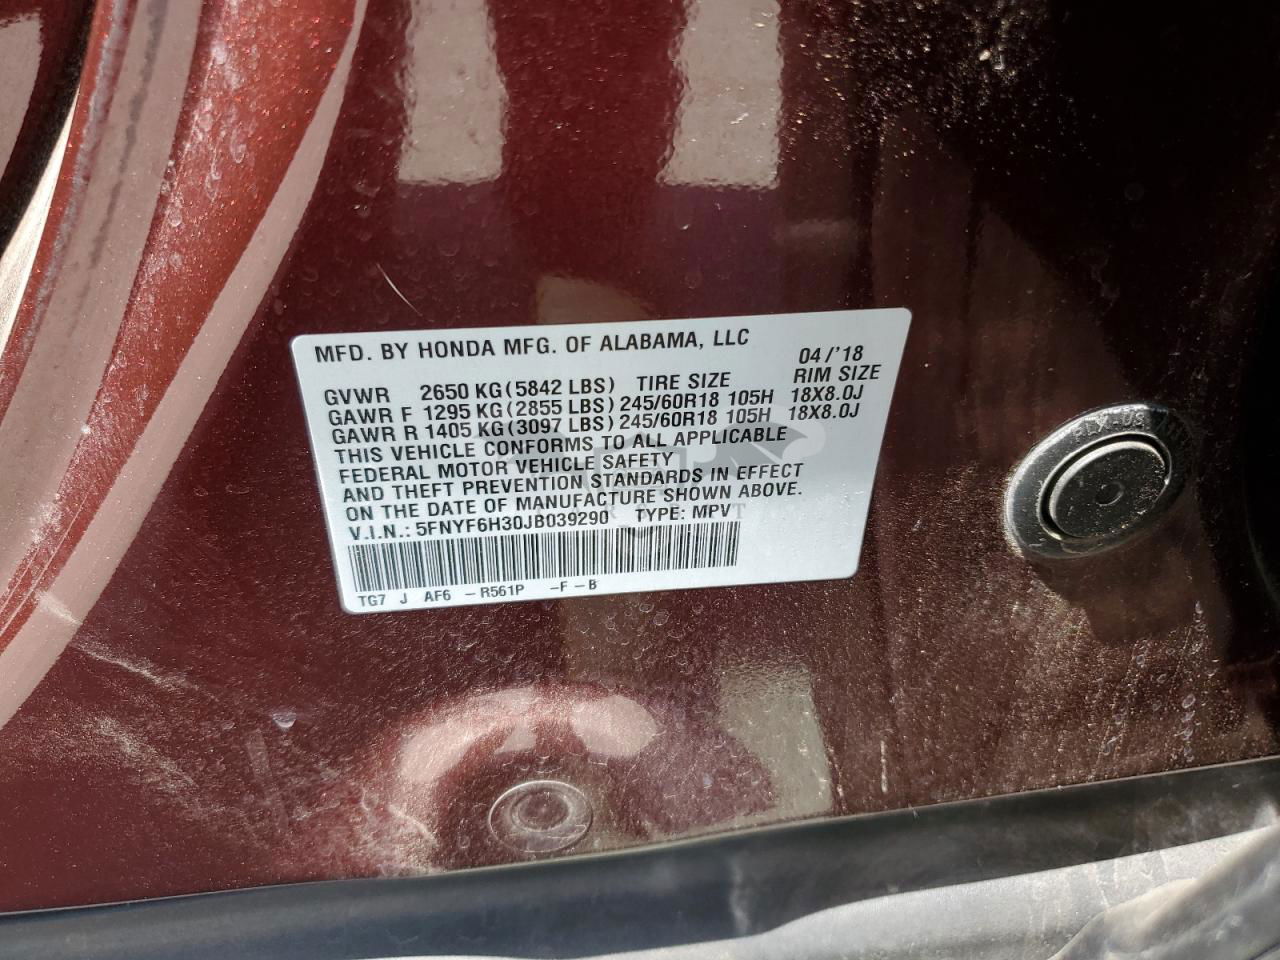 MFD. BY HONDA MFG. OF ALABAMA, LLC
04/'18
GVWR 2650 KG (5842 LBS) TIRE SIZE RIM SIZE
GAWR F 1295 KG (2855 LBS) 245/60R18 105H 18X8.0J
GAWR R 1405 KG (3097 LBS) 245/60R18 105H 18X8.0J
THIS VEHICLE CONFORMS TO ALL APPLICABLE
FEDERAL MOTOR VEHICLE SAFETY
AND THEFT PREVENTION STANDARDS IN EFFECT
ON THE DATE OF MANUFACTURE SHOWN ABOVE.
V.I.N.: 5FNYF6H30JB039290 TYPE: MPV
TG7 J AF6 -R561P -F-B